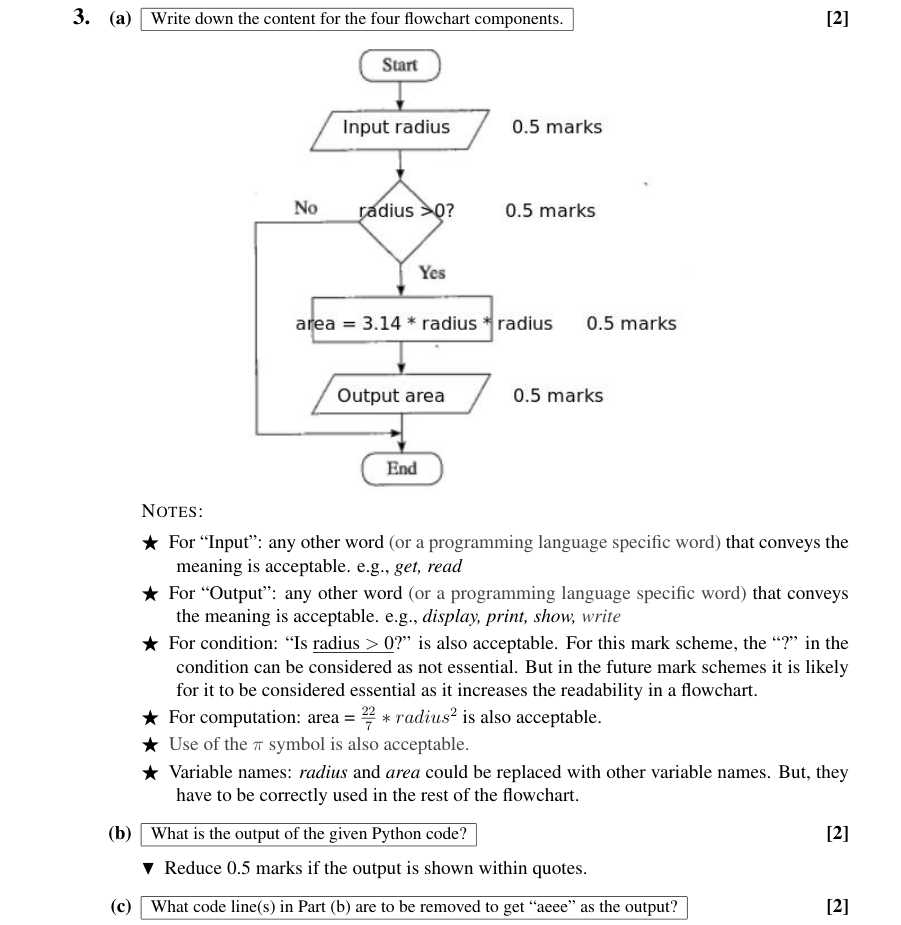 3. (a) Write down the content for the four flowchart components. [2]
Start
Input radius 0.5 marks
No radius >0? 0.5 marks
Yes
area = 3.14 * radius * radius 0.5 marks
Output area 0.5 marks
End
NOTES:
★ For “Input”: any other word (or a programming language specific word) that conveys the
meaning is acceptable. e.g., get, read
★ For “Output”: any other word (or a programming language specific word) that conveys
the meaning is acceptable. e.g., display, print, show, write
★ For condition: “Is radius > 0?” is also acceptable. For this mark scheme, the “?” in the
condition can be considered as not essential. But in the future mark schemes it is likely
for it to be considered essential as it increases the readability in a flowchart.
★ For computation: area = 22/7 * radius² is also acceptable.
★ Use of the π symbol is also acceptable.
★ Variable names: radius and area could be replaced with other variable names. But, they
have to be correctly used in the rest of the flowchart.
(b) What is the output of the given Python code? [2]
▼ Reduce 0.5 marks if the output is shown within quotes.
(c) What code line(s) in Part (b) are to be removed to get “aeee” as the output? [2]